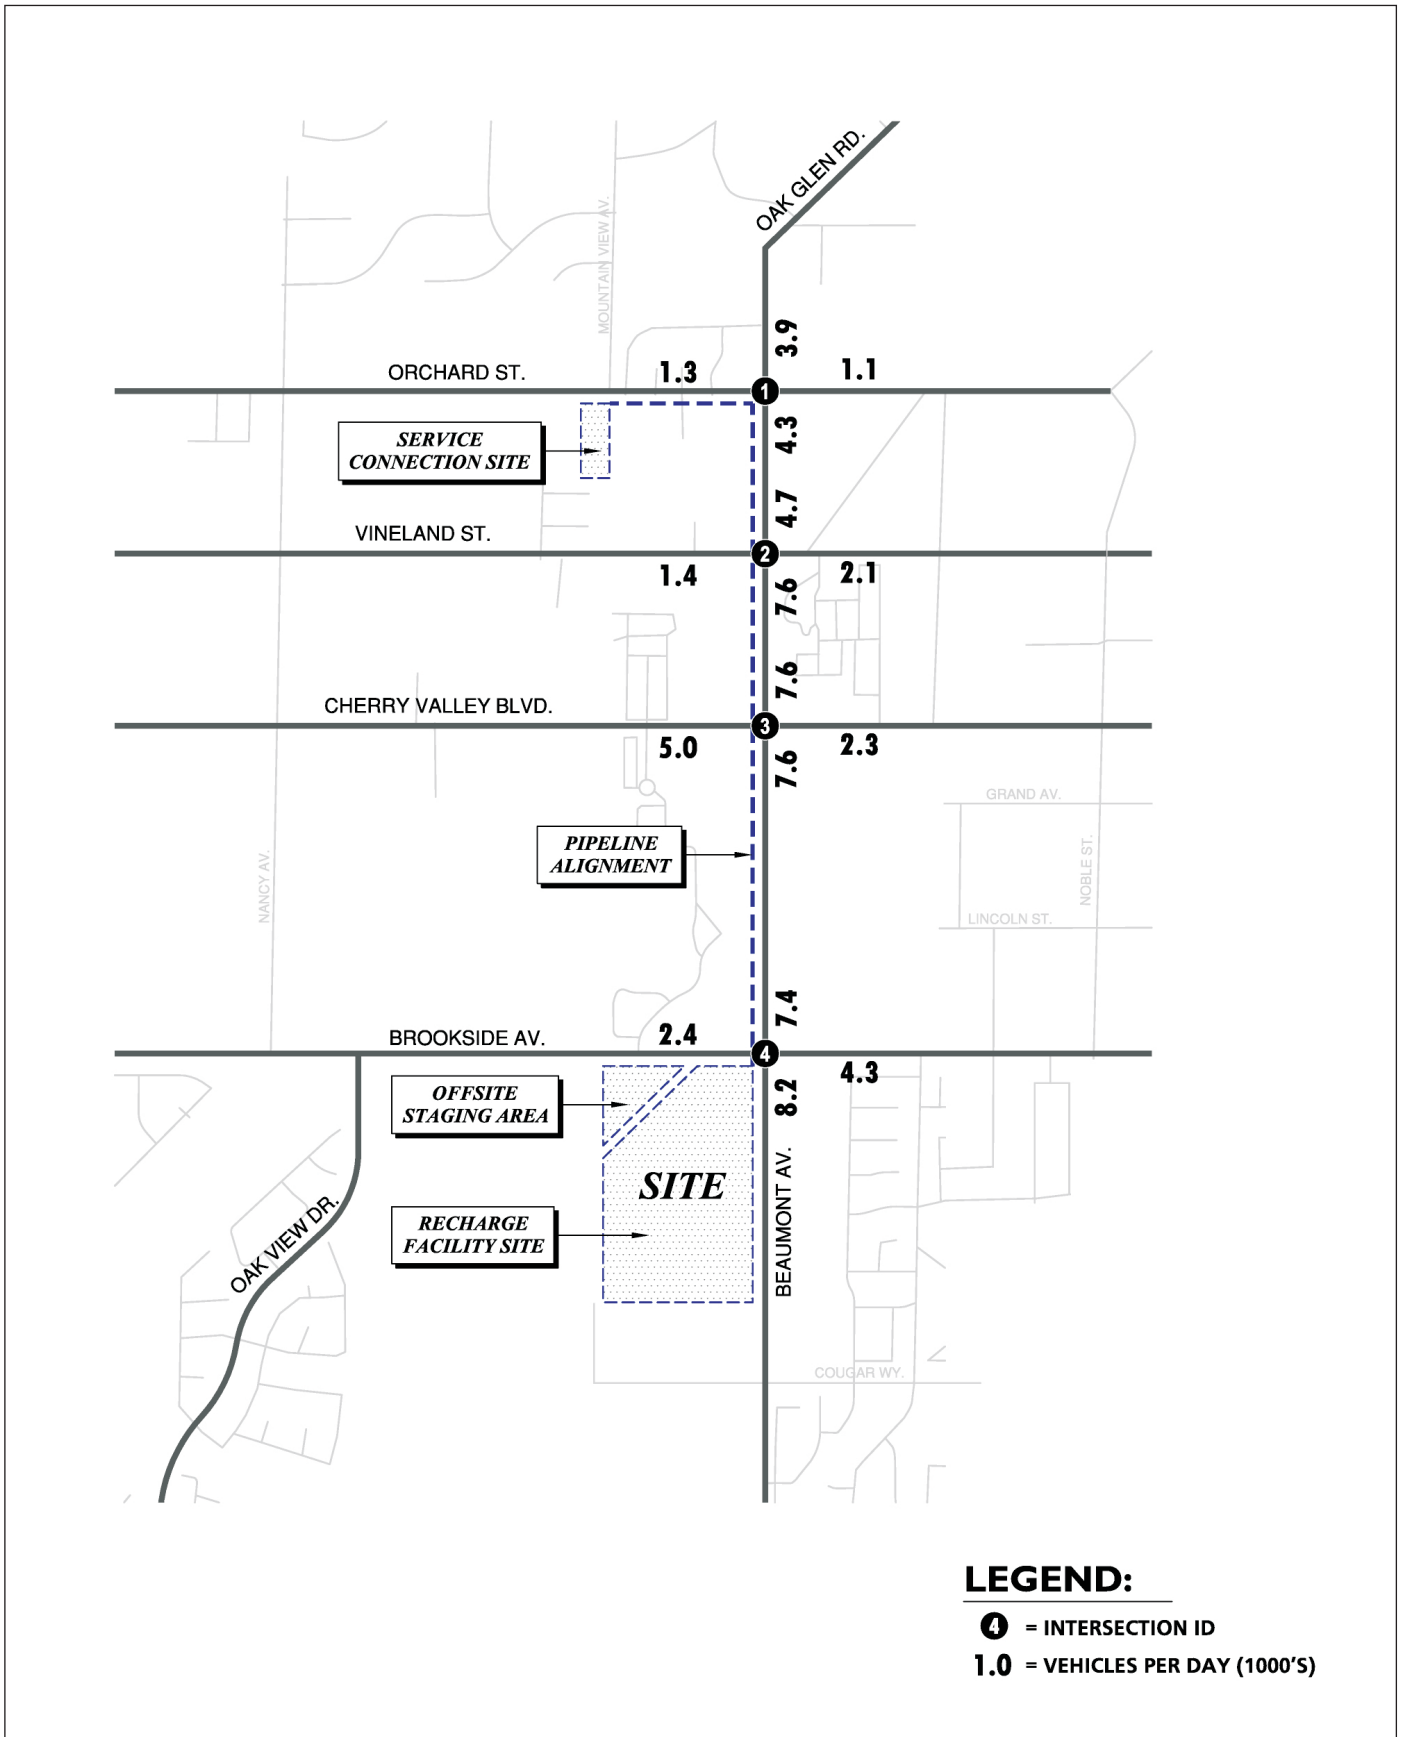 OAK GLEN RD.
MOUNTAIN VIEW AV.
3.9
ORCHARD ST.
1.3
1
1.1
SERVICE
CONNECTION SITE
4.3
4.7
VINELAND ST.
2
1.4
2.1
7.6
7.6
CHERRY VALLEY BLVD.
3
5.0
2.3
7.6
GRAND AV.
PIPELINE
ALIGNMENT
NANCY AV.
NOBLE ST.
LINCOLN ST.
7.4
BROOKSIDE AV.
2.4
4
4.3
8.2
OFFSITE
STAGING AREA
SITE
BEAUMONT AV.
OAK VIEW DR.
RECHARGE
FACILITY SITE
COUGAR WY.
LEGEND:
4 = INTERSECTION ID
1.0 = VEHICLES PER DAY (1000'S)